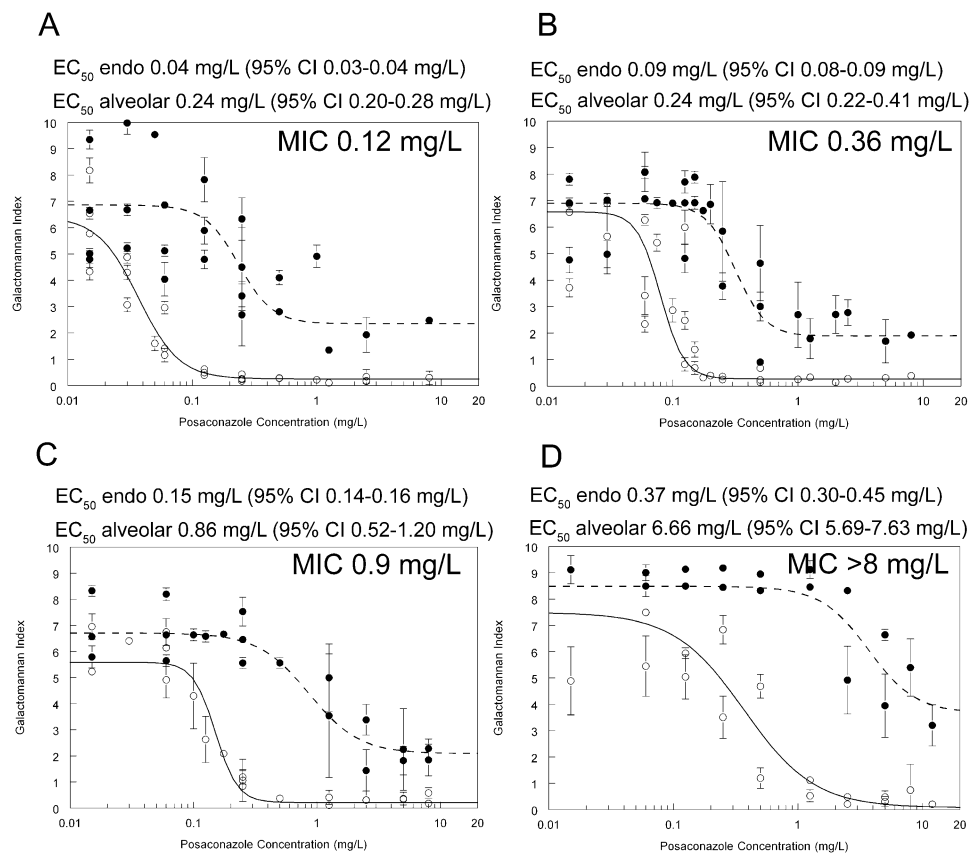 A
EC50 endo 0.04 mg/L (95% CI 0.03-0.04 mg/L)
EC50 alveolar 0.24 mg/L (95% CI 0.20-0.28 mg/L)
MIC 0.12 mg/L
10
9
8
7
6
5
4
3
2
1
0
Galactomannan Index
0.01 0.1 1 10 20
Posaconazole Concentration (mg/L)
B
EC50 endo 0.09 mg/L (95% CI 0.08-0.09 mg/L)
EC50 alveolar 0.24 mg/L (95% CI 0.22-0.41 mg/L)
MIC 0.36 mg/L
10
9
8
7
6
5
4
3
2
1
0
Galactomannan Index
0.01 0.1 1 10 20
Posaconazole Concentration (mg/L)
C
EC50 endo 0.15 mg/L (95% CI 0.14-0.16 mg/L)
EC50 alveolar 0.86 mg/L (95% CI 0.52-1.20 mg/L)
MIC 0.9 mg/L
10
9
8
7
6
5
4
3
2
1
0
Galactomannan Index
0.01 0.1 1 10 20
Posaconazole Concentration (mg/L)
D
EC50 endo 0.37 mg/L (95% CI 0.30-0.45 mg/L)
EC50 alveolar 6.66 mg/L (95% CI 5.69-7.63 mg/L)
MIC >8 mg/L
10
9
8
7
6
5
4
3
2
1
0
Galactomannan Index
0.01 0.1 1 10 20
Posaconazole Concentration (mg/L)